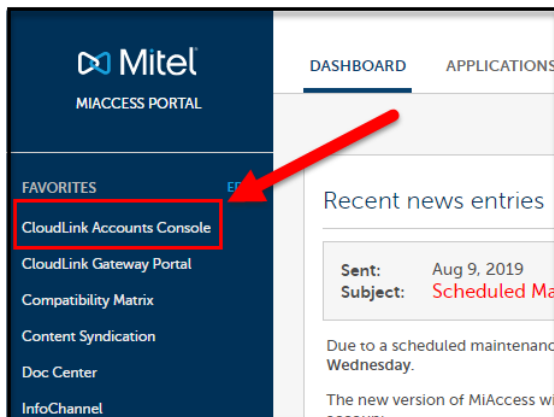 Mitel
MIACCESS PORTAL
DASHBOARD
APPLICATIONS
FAVORITES
CloudLink Accounts Console
CloudLink Gateway Portal
Compatibility Matrix
Content Syndication
Doc Center
InfoChannel
Recent news entries
Sent: Aug 9, 2019
Subject: Scheduled Ma
Due to a scheduled maintenanc
Wednesday.
The new version of MiAccess wi